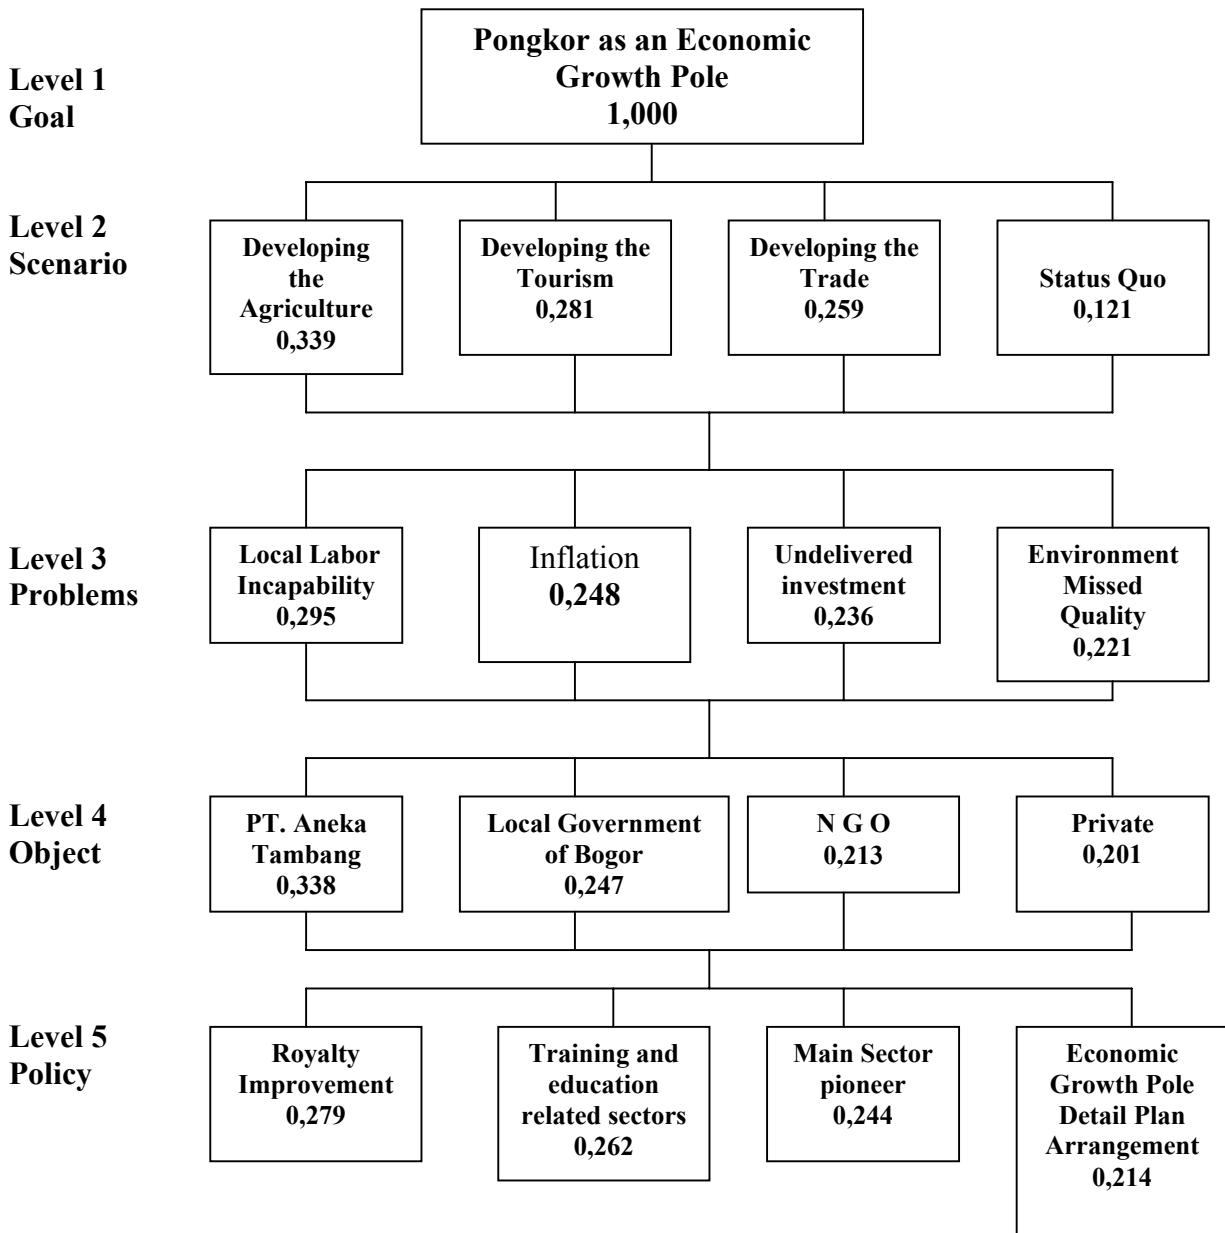 Pongkor as an Economic
Growth Pole
1,000
Level 1
Goal
Level 2
Scenario
Developing
the
Agriculture
0,339
Developing the
Tourism
0,281
Developing the
Trade
0,259
Status Quo
0,121
Level 3
Problems
Local Labor
Incapability
0,295
Inflation
0,248
Undelivered
investment
0,236
Environment
Missed
Quality
0,221
Level 4
Object
PT. Aneka
Tambang
0,338
Local Government
of Bogor
0,247
N G O
0,213
Private
0,201
Level 5
Policy
Royalty
Improvement
0,279
Training and
education
related sectors
0,262
Main Sector
pioneer
0,244
Economic
Growth Pole
Detail Plan
Arrangement
0,214